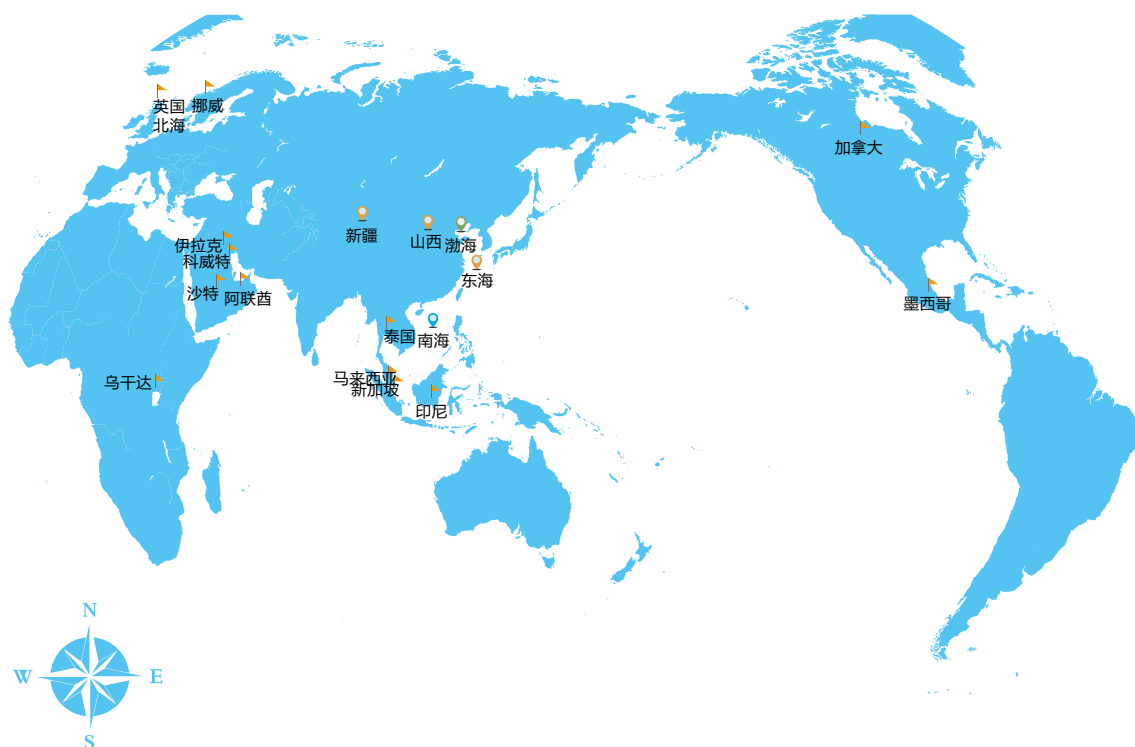 英国
北海
挪威
加拿大
新疆
山西
渤海
伊拉克
科威特
东海
沙特
阿联酋
墨西哥
泰国
南海
马来西亚
乌干达
新加坡
印尼
N
W
E
S